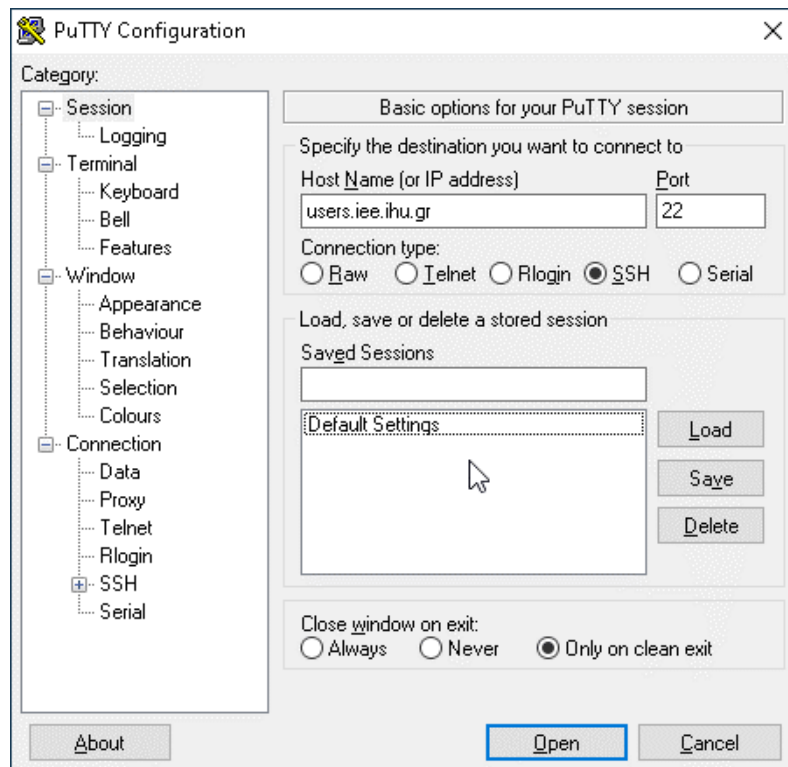 PuTTY Configuration
Category:
Session
Logging
Terminal
Keyboard
Bell
Features
Window
Appearance
Behaviour
Translation
Selection
Colours
Connection
Data
Proxy
Telnet
Rlogin
SSH
Serial
Basic options for your PuTTY session
Specify the destination you want to connect to
Host Name (or IP address) Port
users.iee.ihu.gr 22
Connection type:
Raw Telnet Rlogin SSH Serial
Load, save or delete a stored session
Saved Sessions
Default Settings
Load
Save
Delete
Close window on exit:
Always Never Only on clean exit
About Open Cancel